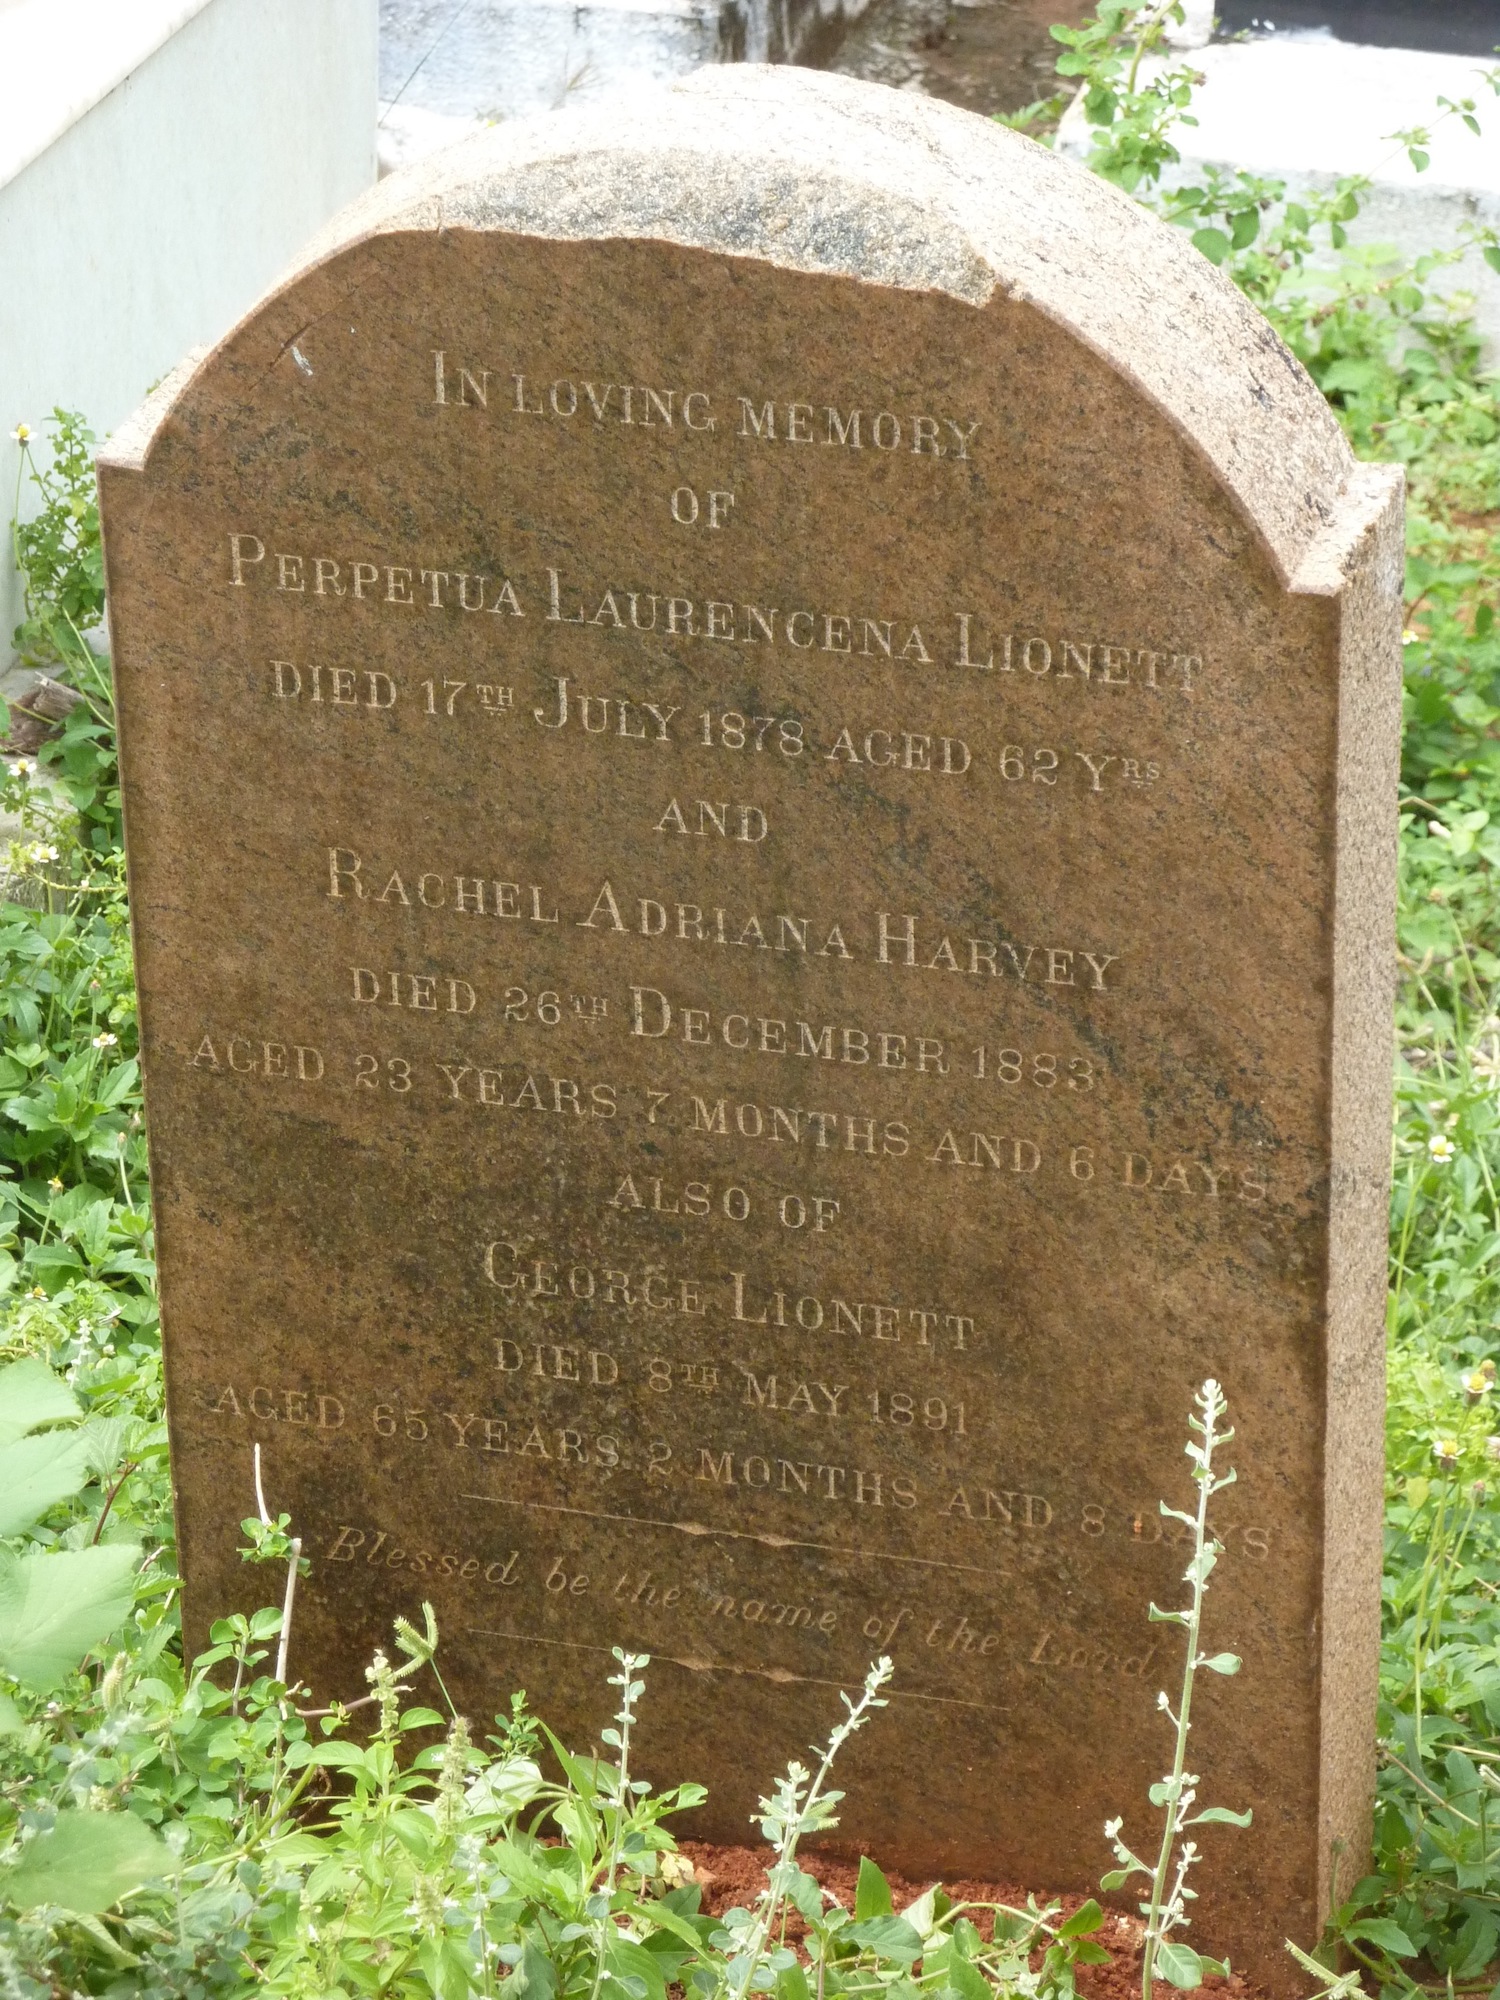 IN LOVING MEMORY
OF
PERPETUA LAURENCENA LIONETT
DIED 17TH JULY 1878 AGED 62 YRS
AND
RACHEL ADRIANA HARVEY
DIED 26TH DECEMBER 1883
AGED 23 YEARS 7 MONTHS AND 6 DAYS
ALSO OF
GEORGE LIONETT
DIED 8TH MAY 1891
AGED 65 YEARS 2 MONTHS AND 8 DAYS
Blessed be the name of the Lord